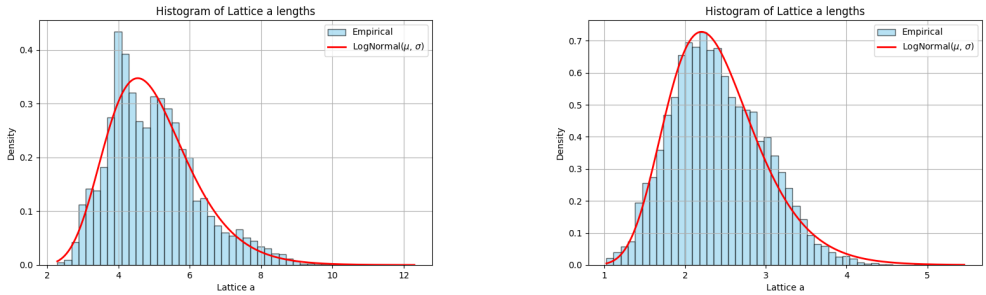 Histogram of Lattice a lengths
Empirical
LogNormal(μ, σ)
0.4
0.3
0.2
0.1
0.0
Density
2
4
6
8
10
12
Lattice a
Histogram of Lattice a lengths
Empirical
LogNormal(μ, σ)
0.7
0.6
0.5
0.4
0.3
0.2
0.1
0.0
Density
1
2
3
4
5
Lattice a